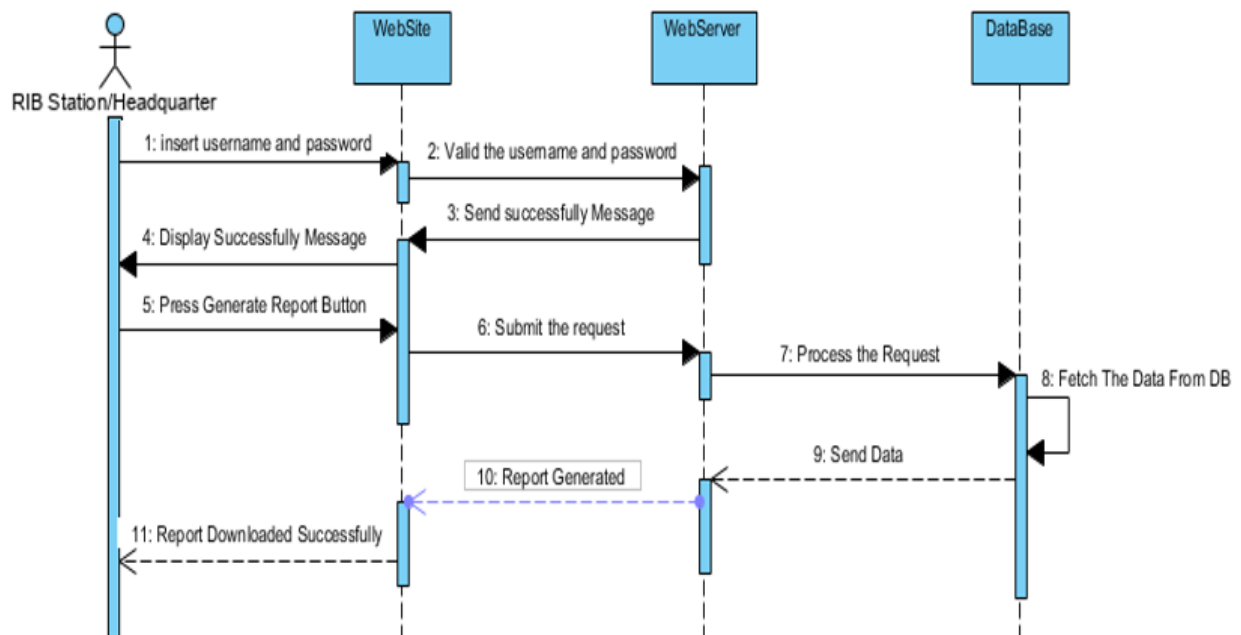 WebSite
WebServer
DataBase
RIB Station/Headquarter
1: insert username and password
2: Valid the username and password
3: Send successfully Message
4: Display Successfully Message
5: Press Generate Report Button
6: Submit the request
7: Process the Request
8: Fetch The Data From DB
9: Send Data
10: Report Generated
11: Report Downloaded Successfully